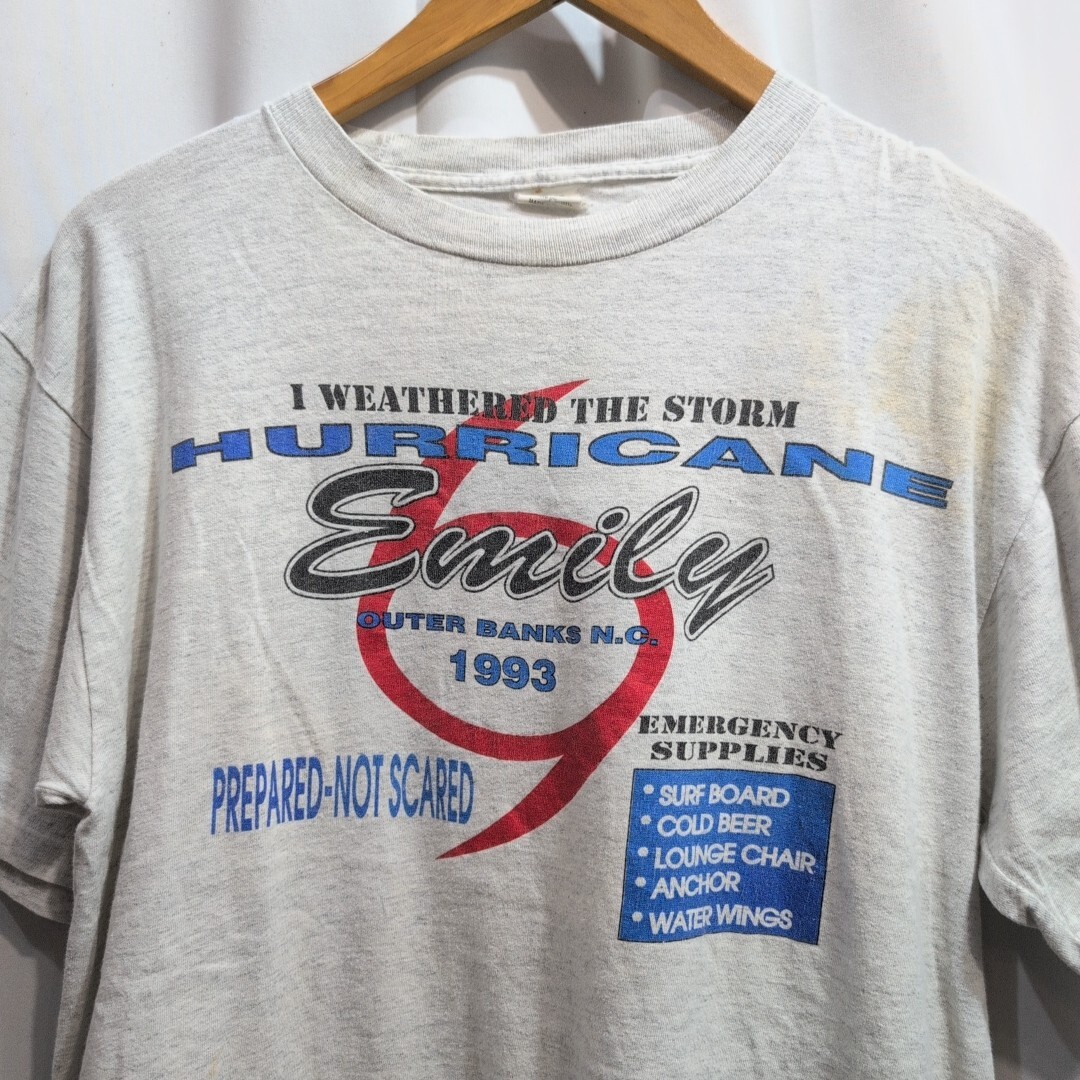 I WEATHERED THE STORM
HURRICANE
Emily
OUTER BANKS N.C.
1993
PREPARED-NOT SCARED
EMERGENCY
SUPPLIES
• SURF BOARD
• COLD BEER
• LOUNGE CHAIR
• ANCHOR
• WATER WINGS